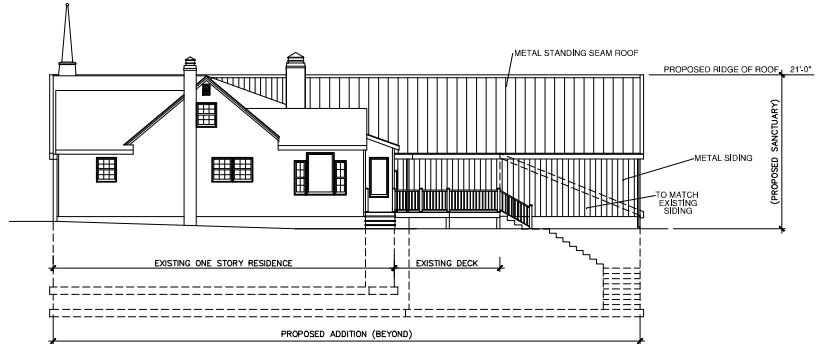 METAL STANDING SEAM ROOF
PROPOSED RIDGE OF ROOF 21'-0"
(PROPOSED SANCTUARY)
METAL SIDING
TO MATCH
EXISTING
SIDING
EXISTING ONE STORY RESIDENCE
EXISTING DECK
PROPOSED ADDITION (BEYOND)